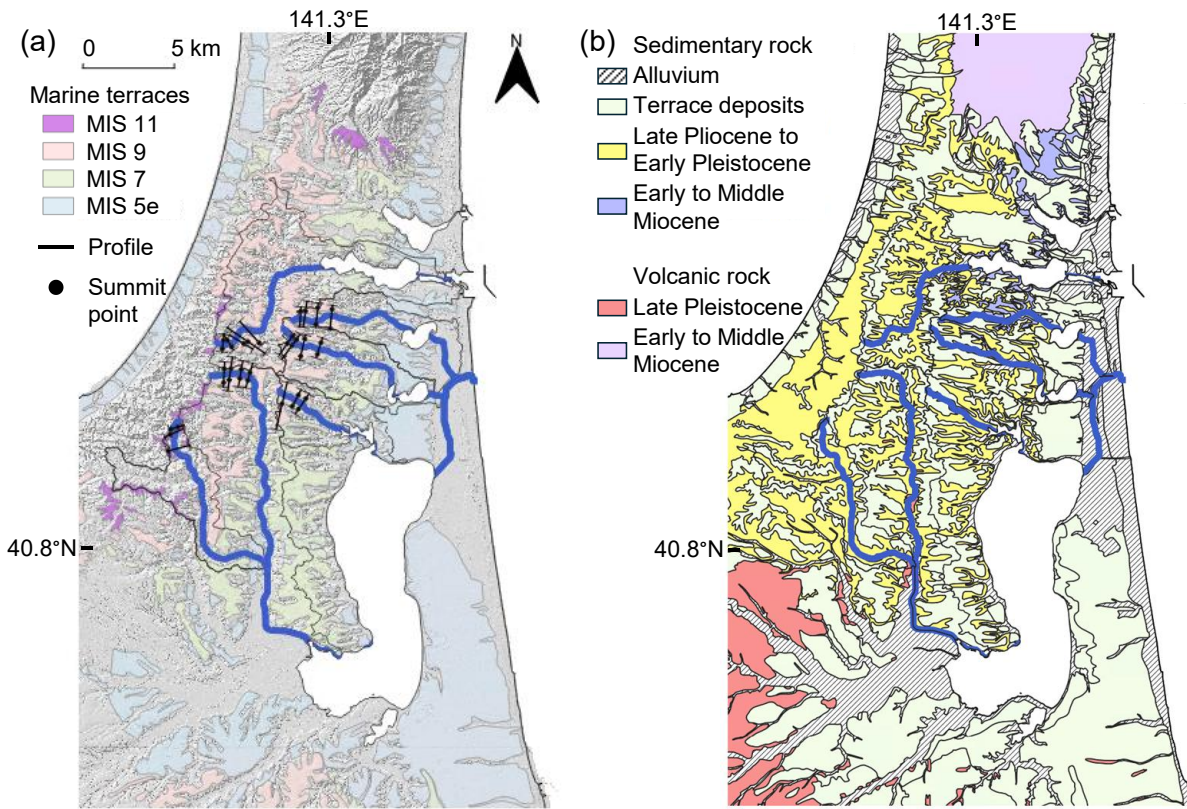 141.3°E
(a)
0 5 km
N
Marine terraces
MIS 11
MIS 9
MIS 7
MIS 5e
Profile
Summit
point
40.8°N
141.3°E
(b)
Sedimentary rock
Alluvium
Terrace deposits
Late Pliocene to
Early Pleistocene
Early to Middle
Miocene
Volcanic rock
Late Pleistocene
Early to Middle
Miocene
40.8°N